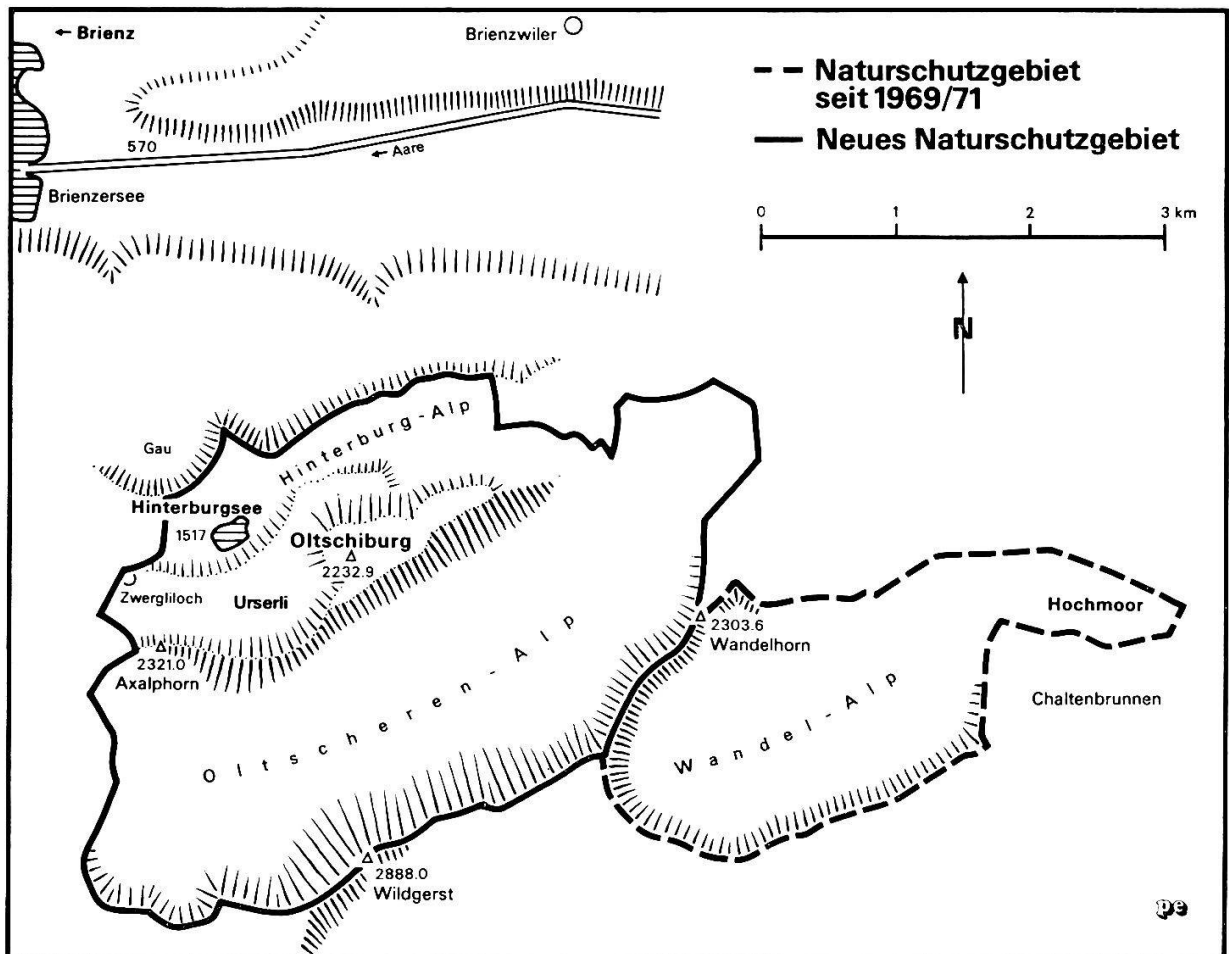 ← Brienz
Brienzwiler
Naturschutzgebiet
seit 1969/71
Neues Naturschutzgebiet
570
← Aare
Brienzersee
0 1 2 3 km
N
Gau
Hinterburg-Alp
Hinterburgsee
1517
Oltschiburg
2232.9
Zwergliloch
Urserli
2321.0
Axalphorn
Oltscheren-Alp
2303.6
Wandelhorn
Hochmoor
Chaltenbrunnen
Wandel-Alp
2888.0
Wildgerst
pe